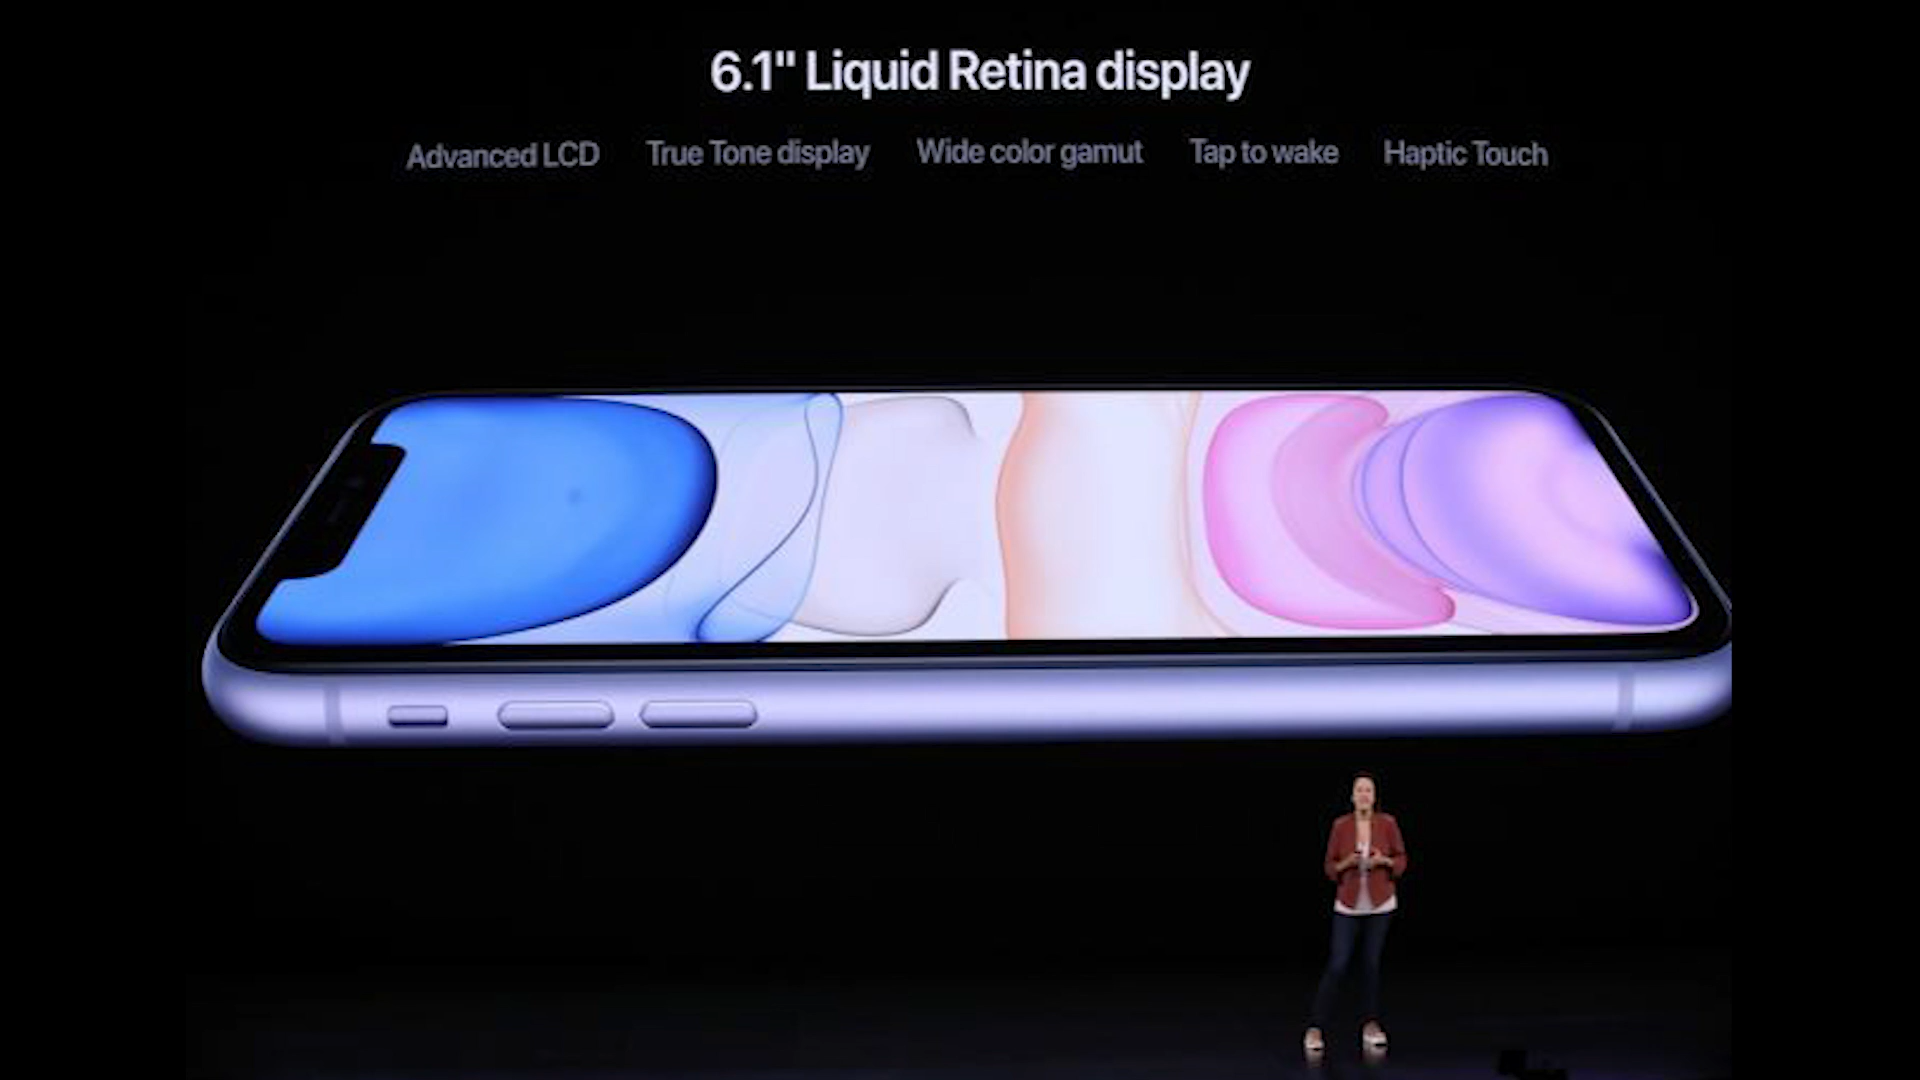 6.1" Liquid Retina display
Advanced LCD True Tone display Wide color gamut Tap to wake Haptic Touch